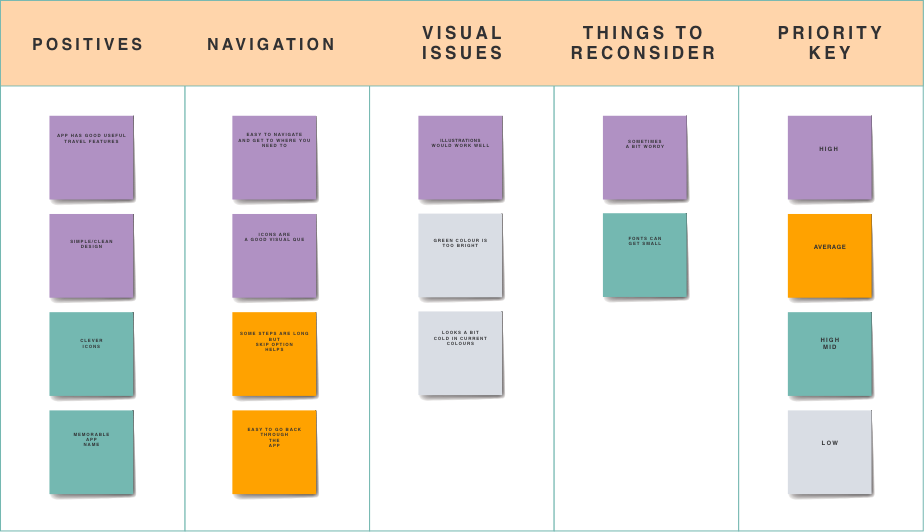 POSITIVES
NAVIGATION
VISUAL
ISSUES
THINGS TO
RECONSIDER
PRIORITY
KEY
APP HAS GOOD USEFUL
TRAVEL FEATURES
SIMPLE/CLEAN
DESIGN
CLEVER
ICONS
MEMORABLE
APP
NAME
EASY TO NAVIGATE
AND GET TO WHERE YOU
NEED TO
ICONS ARE
A GOOD VISUAL QUE
SOME STEPS ARE LONG
BUT
SKIP OPTION
HELPS
EASY TO GO BACK
THROUGH
THE
APP
ILLUSTRATIONS
WOULD WORK WELL
GREEN COLOUR IS
TOO BRIGHT
LOOKS A BIT
COLD IN CURRENT
COLOURS
SOMETIMES
A BIT WORDY
FONTS CAN
GET SMALL
HIGH
AVERAGE
HIGH
MID
LOW